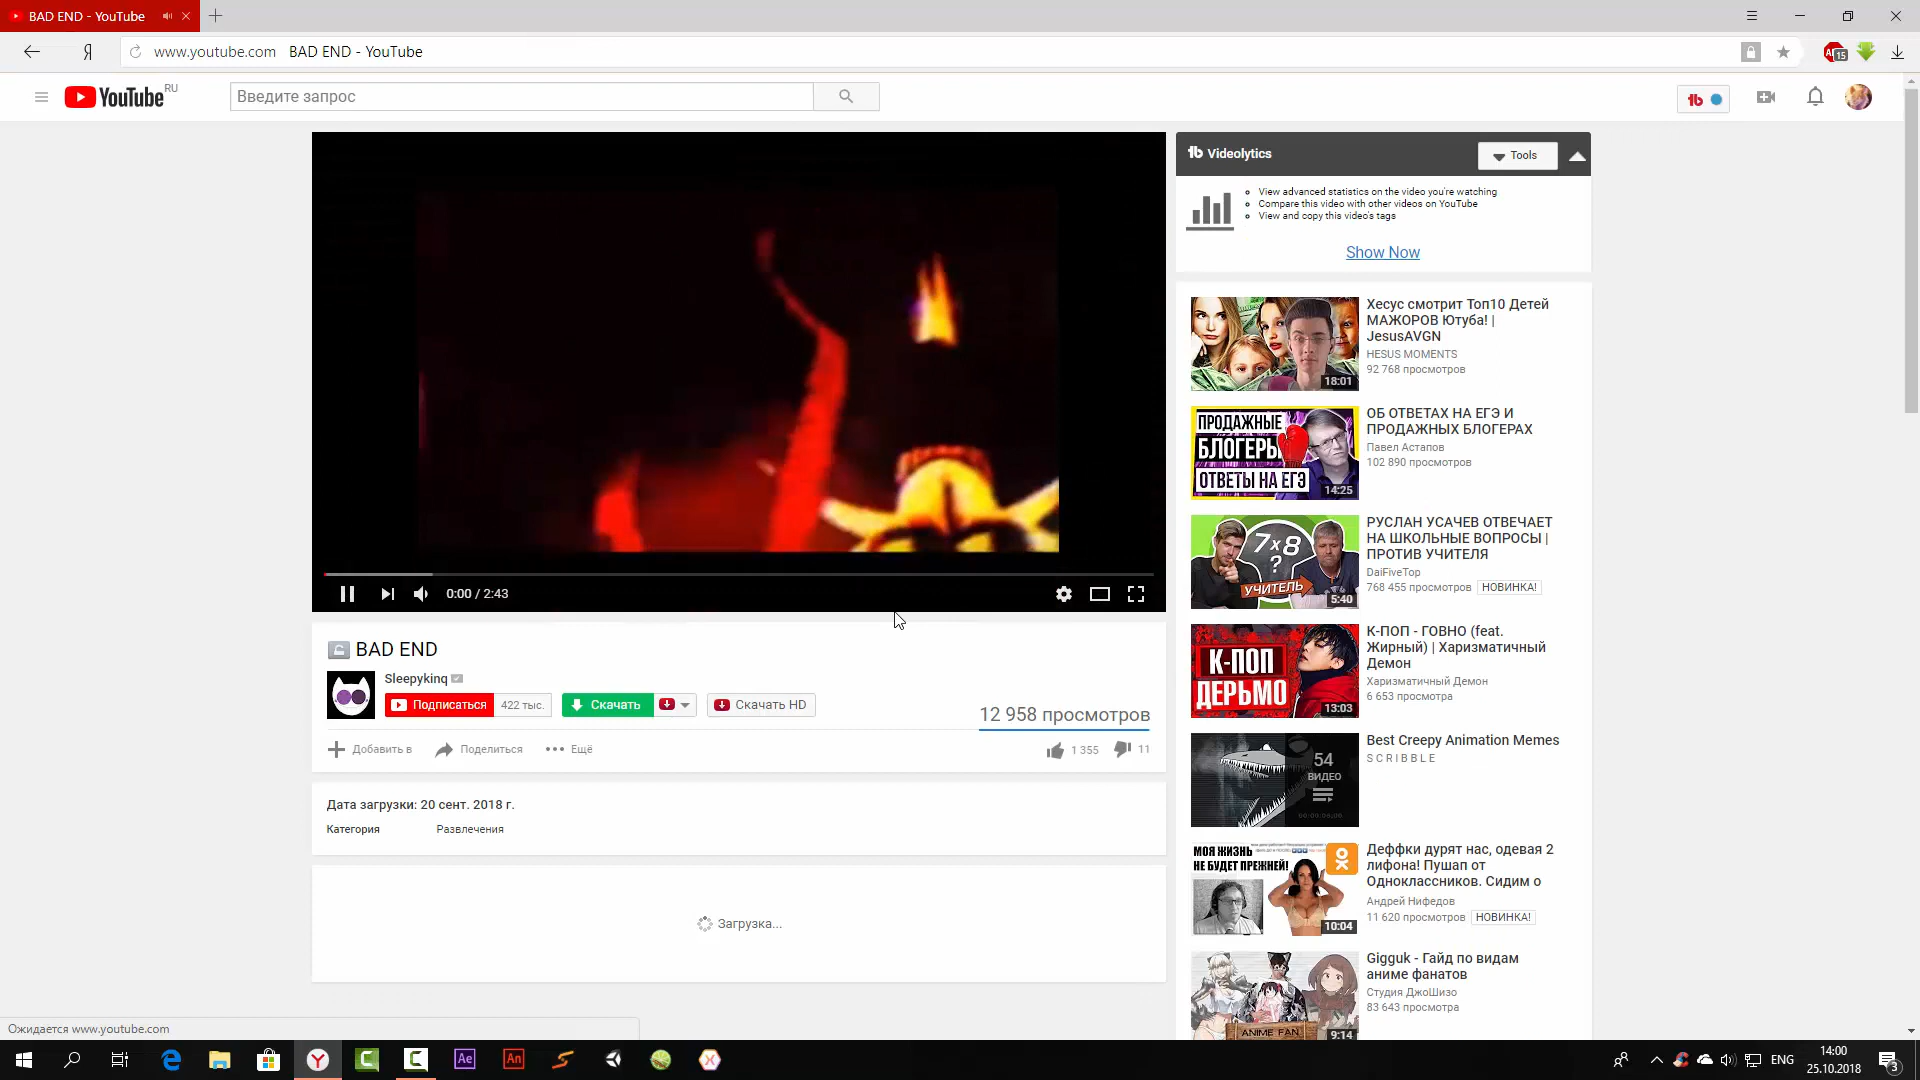 BAD END - YouTube
Я
www.youtube.com BAD END - YouTube
15
YouTube RU
Введите запрос
Videolytics
Tools
View advanced statistics on the video you're watching
Compare this video with other videos on YouTube
View and copy this video's tags
Show Now
0:00 / 2:43
BAD END
Sleepykinq
Подписаться 422 тыс.
Скачать
Скачать HD
12 958 просмотров
Добавить в
Поделиться
Ещё
1 355
11
Дата загрузки: 20 сент. 2018 г.
Категория Развлечения
Загрузка...
18:01
Хесус смотрит Топ10 Детей
МАЖОРОВ Ютуба! |
JesusAVGN
HESUS MOMENTS
92 768 просмотров
ПРОДАЖНЫЕ
БЛОГЕРЫ
ОТВЕТЫ НА ЕГЭ
14:25
ОБ ОТВЕТАХ НА ЕГЭ И
ПРОДАЖНЫХ БЛОГЕРАХ
Павел Астапов
102 890 просмотров
7x8
?
УЧИТЕЛЬ
5:40
РУСЛАН УСАЧЕВ ОТВЕЧАЕТ
НА ШКОЛЬНЫЕ ВОПРОСЫ |
ПРОТИВ УЧИТЕЛЯ
DaiFiveTop
768 455 просмотров НОВИНКА!
К-ПОП
ДЕРЬМО
13:03
К-ПОП - ГОВНО (feat.
Жирный) | Харизматичный
Демон
Харизматичный Демон
6 653 просмотра
54
ВИДЕО
Best Creepy Animation Memes
S C R I B B L E
МОЯ ЖИЗНЬ
НЕ БУДЕТ ПРЕЖНЕЙ!
10:04
Деффки дурят нас, одевая 2
лифона! Пушап от
Одноклассников. Сидим о
Андрей Нифедов
11 620 просмотров НОВИНКА!
ANIME FAN
9:14
Gigguk - Гайд по видам
аниме фанатов
Студия ДжоШизо
83 643 просмотра
Ожидается www.youtube.com
Y
C
C
Ae
An
ENG
14:00
25.10.2018
3